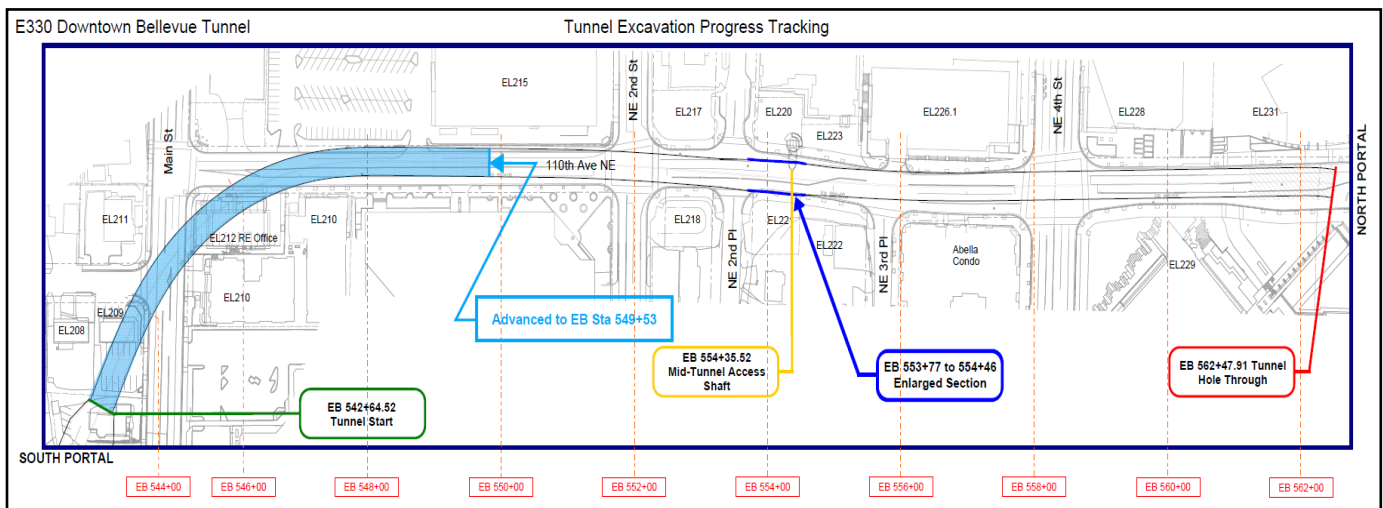 E330 Downtown Bellevue Tunnel
Tunnel Excavation Progress Tracking
Main St
EL215
NE 2nd St
EL217
EL220
EL223
EL226.1
NE 4th St
EL228
EL231
NORTH PORTAL
110th Ave NE
EL211
EL212 RE Office
EL210
EL218
NE 2nd Pl
EL222
NE 3rd Pl
Abella
Condo
EL229
EL210
EL209
EL208
Advanced to EB Sta 549+53
EB 554+35.52
Mid-Tunnel Access
Shaft
EB 553+77 to 554+46
Enlarged Section
EB 562+47.91 Tunnel
Hole Through
EB 542+64.52
Tunnel Start
SOUTH PORTAL
EB 544+00
EB 546+00
EB 548+00
EB 550+00
EB 552+00
EB 554+00
EB 556+00
EB 558+00
EB 560+00
EB 562+00